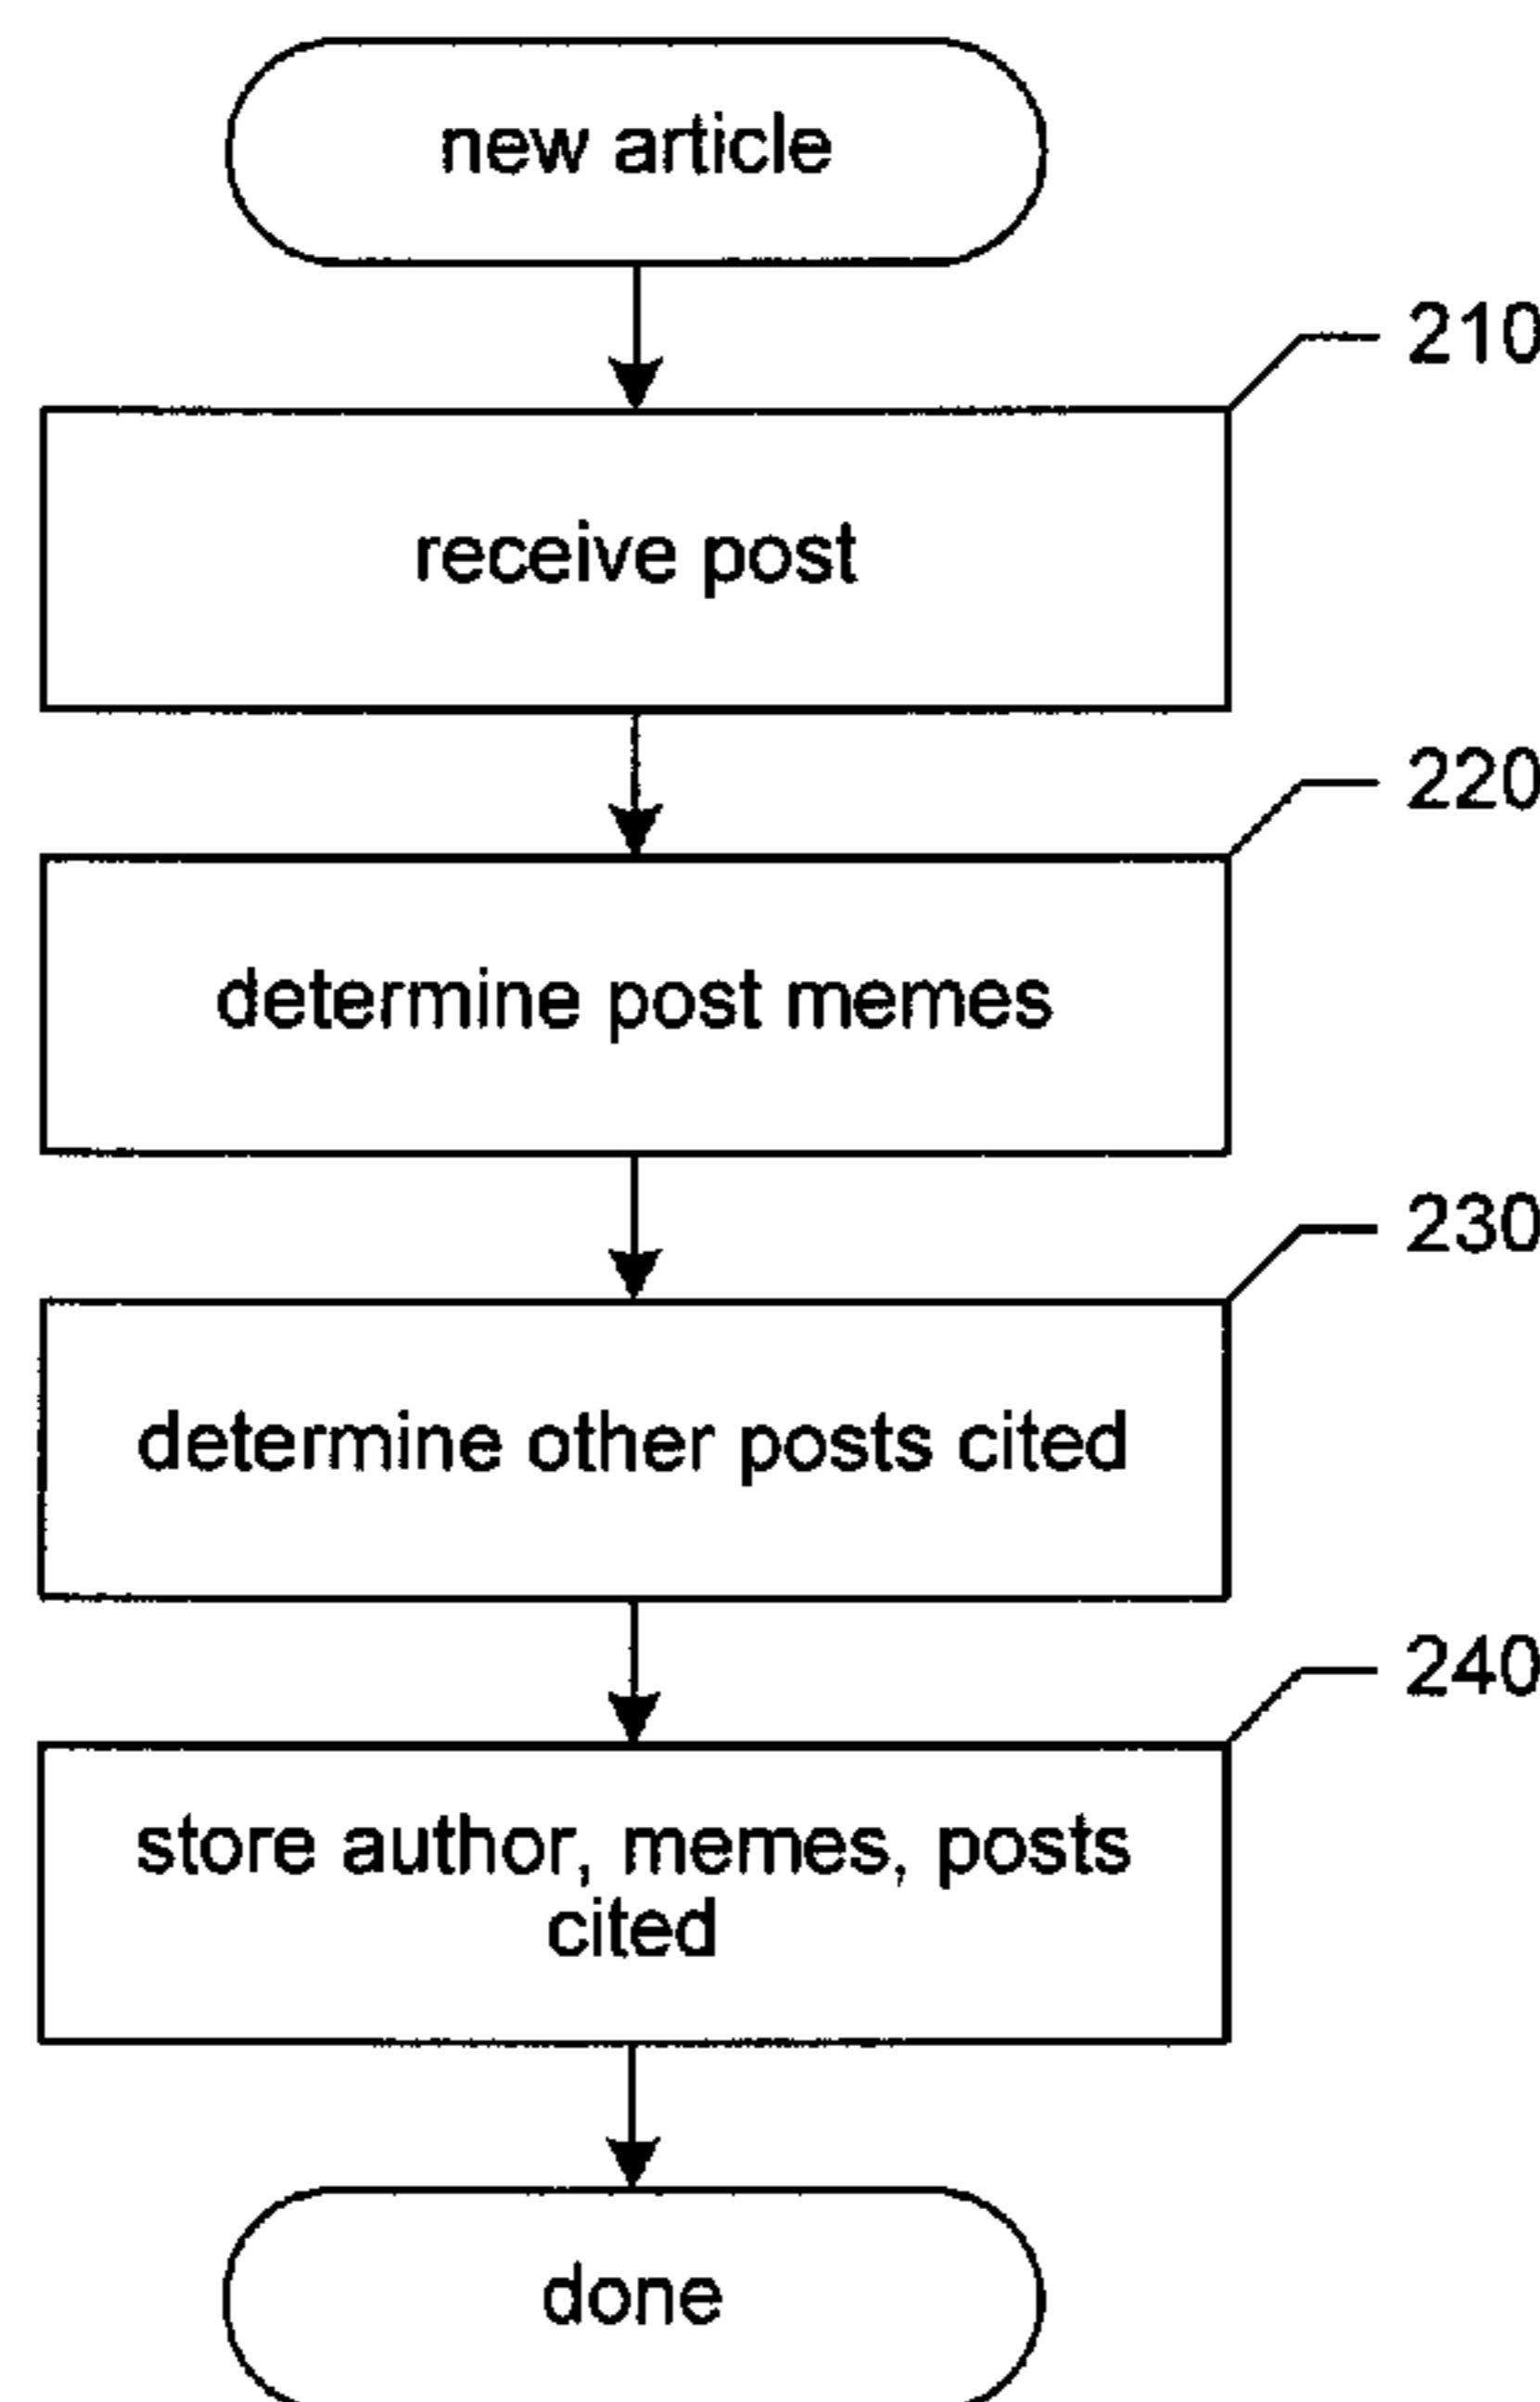 new article
210
receive post
220
determine post memes
230
determine other posts cited
240
store author, memes, posts
cited
done